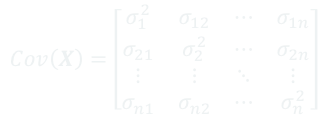 Cov(X) = [σ₁² σ₁₂ ⋯ σ₁ₙ
σ₂₁ σ₂² ⋯ σ₂ₙ
⋮ ⋮ ⋱ ⋮
σₙ₁ σₙ₂ ⋯ σₙ²]